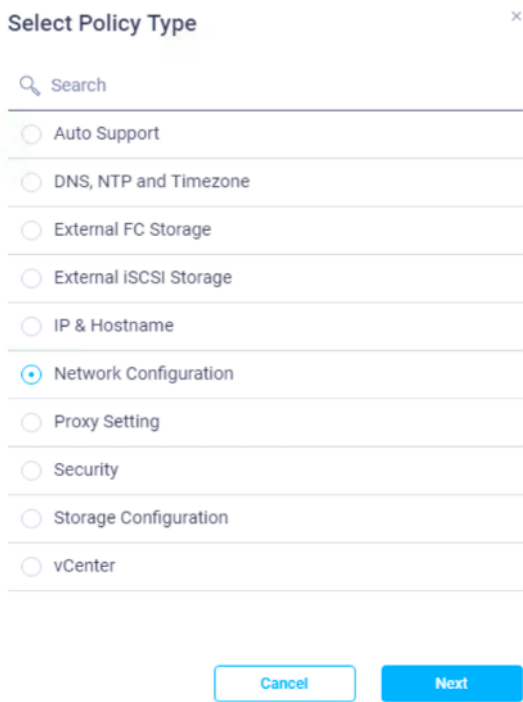 Select Policy Type
Search
Auto Support
DNS, NTP and Timezone
External FC Storage
External iSCSI Storage
IP & Hostname
Network Configuration
Proxy Setting
Security
Storage Configuration
vCenter
Cancel Next